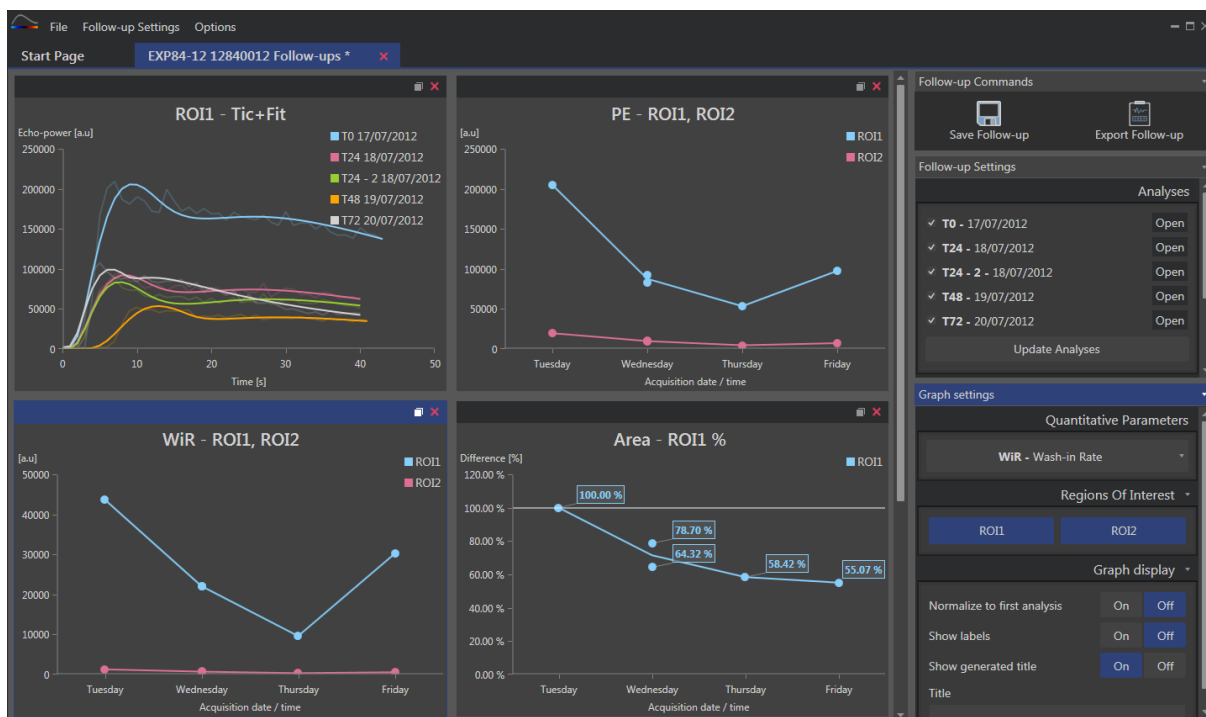 File Follow-up Settings Options
Start Page EXP84-12 12840012 Follow-ups *
ROI1 - Tic+Fit
Echo-power [a.u]
T0 17/07/2012
T24 18/07/2012
T24 - 2 18/07/2012
T48 19/07/2012
T72 20/07/2012
250000
200000
150000
100000
50000
0
0 10 20 30 40 50
Time [s]
PE - ROI1, ROI2
[a.u]
ROI1
ROI2
250000
200000
150000
100000
50000
0
Tuesday Wednesday Thursday Friday
Acquisition date / time
WiR - ROI1, ROI2
[a.u]
ROI1
ROI2
50000
40000
30000
20000
10000
0
Tuesday Wednesday Thursday Friday
Acquisition date / time
Area - ROI1 %
Difference [%]
ROI1
120.00 %
100.00 %
80.00 %
60.00 %
40.00 %
20.00 %
0.00 %
100.00 %
78.70 %
64.32 %
58.42 %
55.07 %
Tuesday Wednesday Thursday Friday
Acquisition date / time
Follow-up Commands
Save Follow-up Export Follow-up
Follow-up Settings
Analyses
T0 - 17/07/2012 Open
T24 - 18/07/2012 Open
T24 - 2 - 18/07/2012 Open
T48 - 19/07/2012 Open
T72 - 20/07/2012 Open
Update Analyses
Graph settings
Quantitative Parameters
WiR - Wash-in Rate
Regions Of Interest
ROI1 ROI2
Graph display
Normalize to first analysis On Off
Show labels On Off
Show generated title On Off
Title